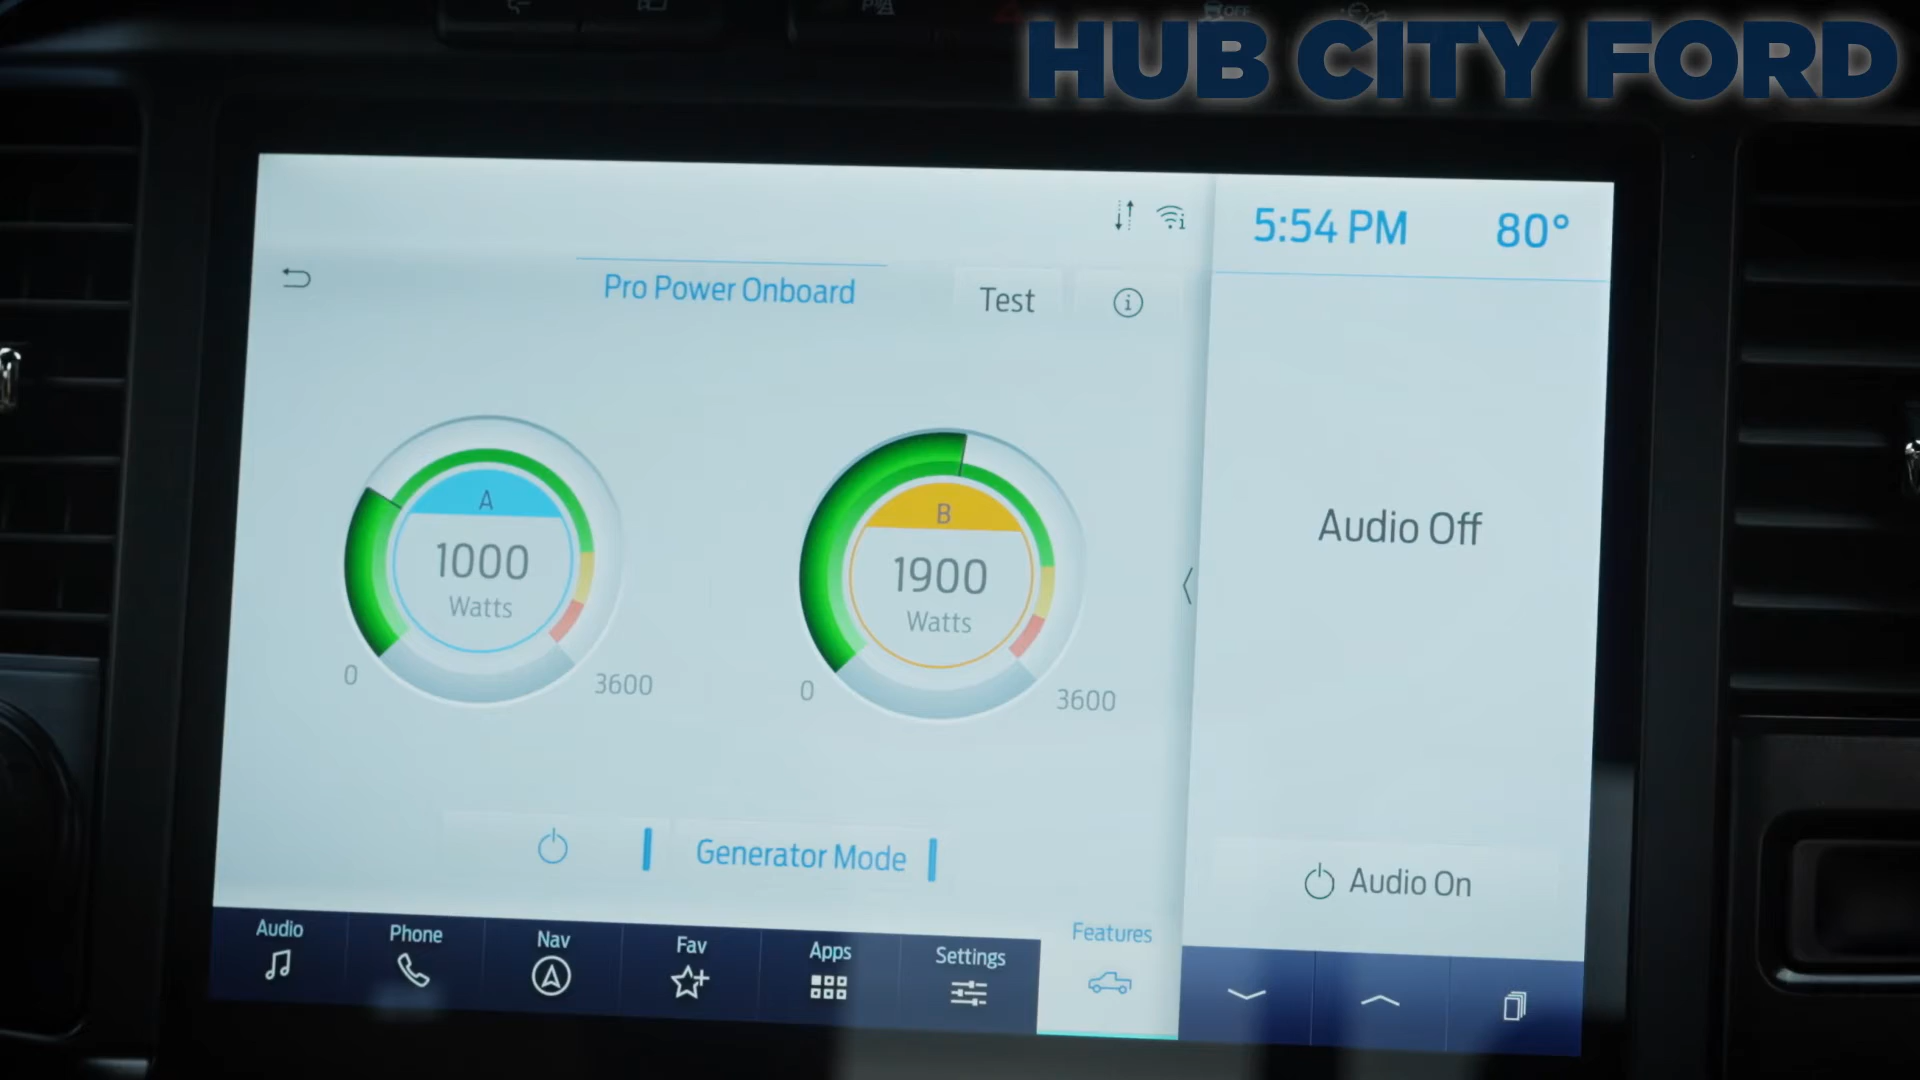 HUB CITY FORD
OFF
5:54 PM 80°
Pro Power Onboard Test
A
1000
Watts
0 3600
B
1900
Watts
0 3600
Audio Off
Generator Mode
Audio On
Audio Phone Nav Fav Apps Settings Features